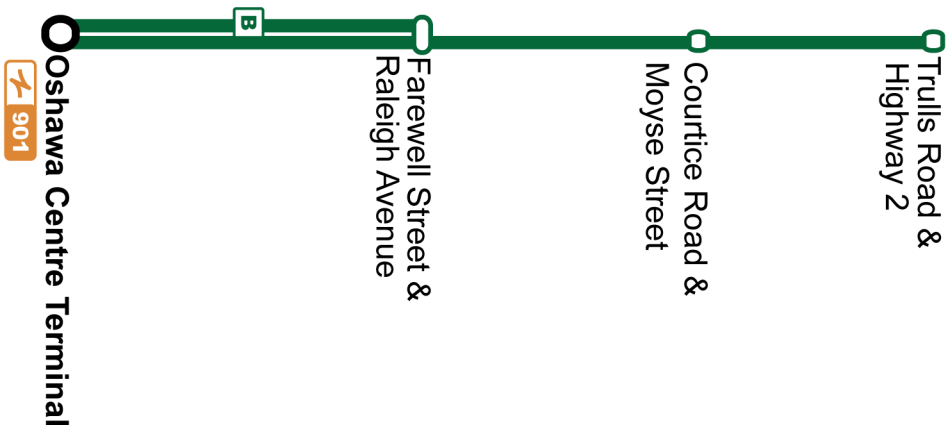 B
Oshawa Centre Terminal
901
Farewell Street &
Raleigh Avenue
Courtice Road &
Moyse Street
Trulls Road &
Highway 2